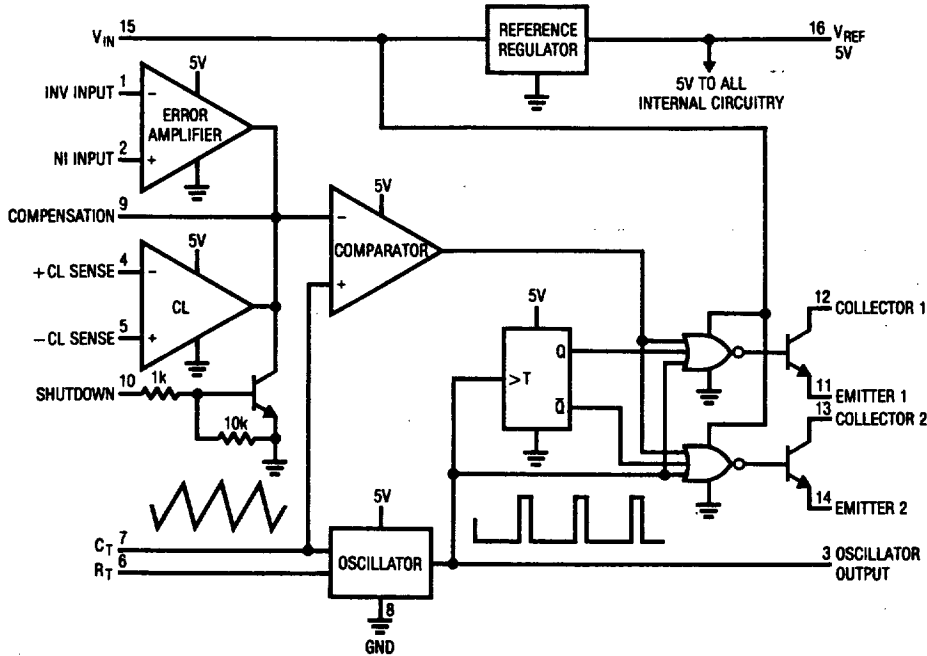 V_IN 15
REFERENCE
REGULATOR
16 V_REF
5V
5V TO ALL
INTERNAL CIRCUITRY
INV INPUT 1
5V
−
ERROR
AMPLIFIER
NI INPUT 2
+
COMPENSATION 9
5V
−
COMPARATOR
+
+CL SENSE 4
5V
−
CL
−CL SENSE 5
+
SHUTDOWN 10
1k
10k
5V
Q
>T
Q̄
12 COLLECTOR 1
11 EMITTER 1
13 COLLECTOR 2
14 EMITTER 2
5V
C_T 7
R_T 6
OSCILLATOR
3 OSCILLATOR
OUTPUT
8
GND